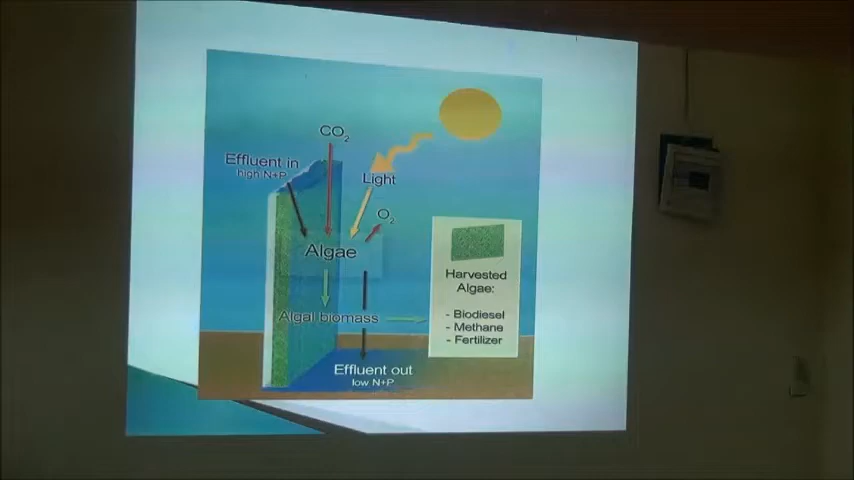 CO2
Effluent in
high N+P
Light
O2
Algae
Harvested
Algae:
- Biodiesel
- Methane
- Fertilizer
Algal biomass
Effluent out
low N+P